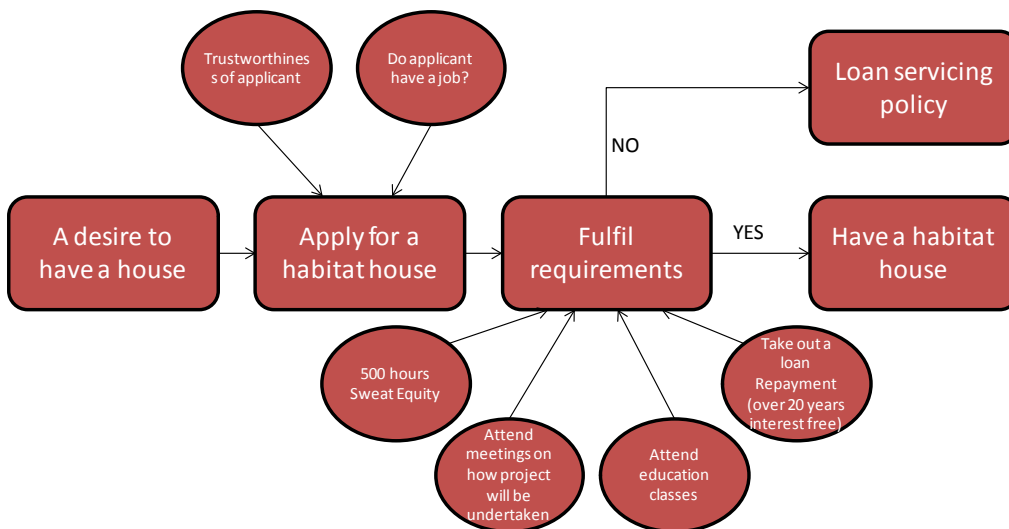 Trustworthines
s of applicant
Do applicant
have a job?
Loan servicing
policy
NO
A desire to
have a house
Apply for a
habitat house
Fulfil
requirements
YES
Have a habitat
house
500 hours
Sweat Equity
Attend
meetings on
how project
will be
undertaken
Attend
education
classes
Take out a
loan
Repayment
(over 20 years
interest free)